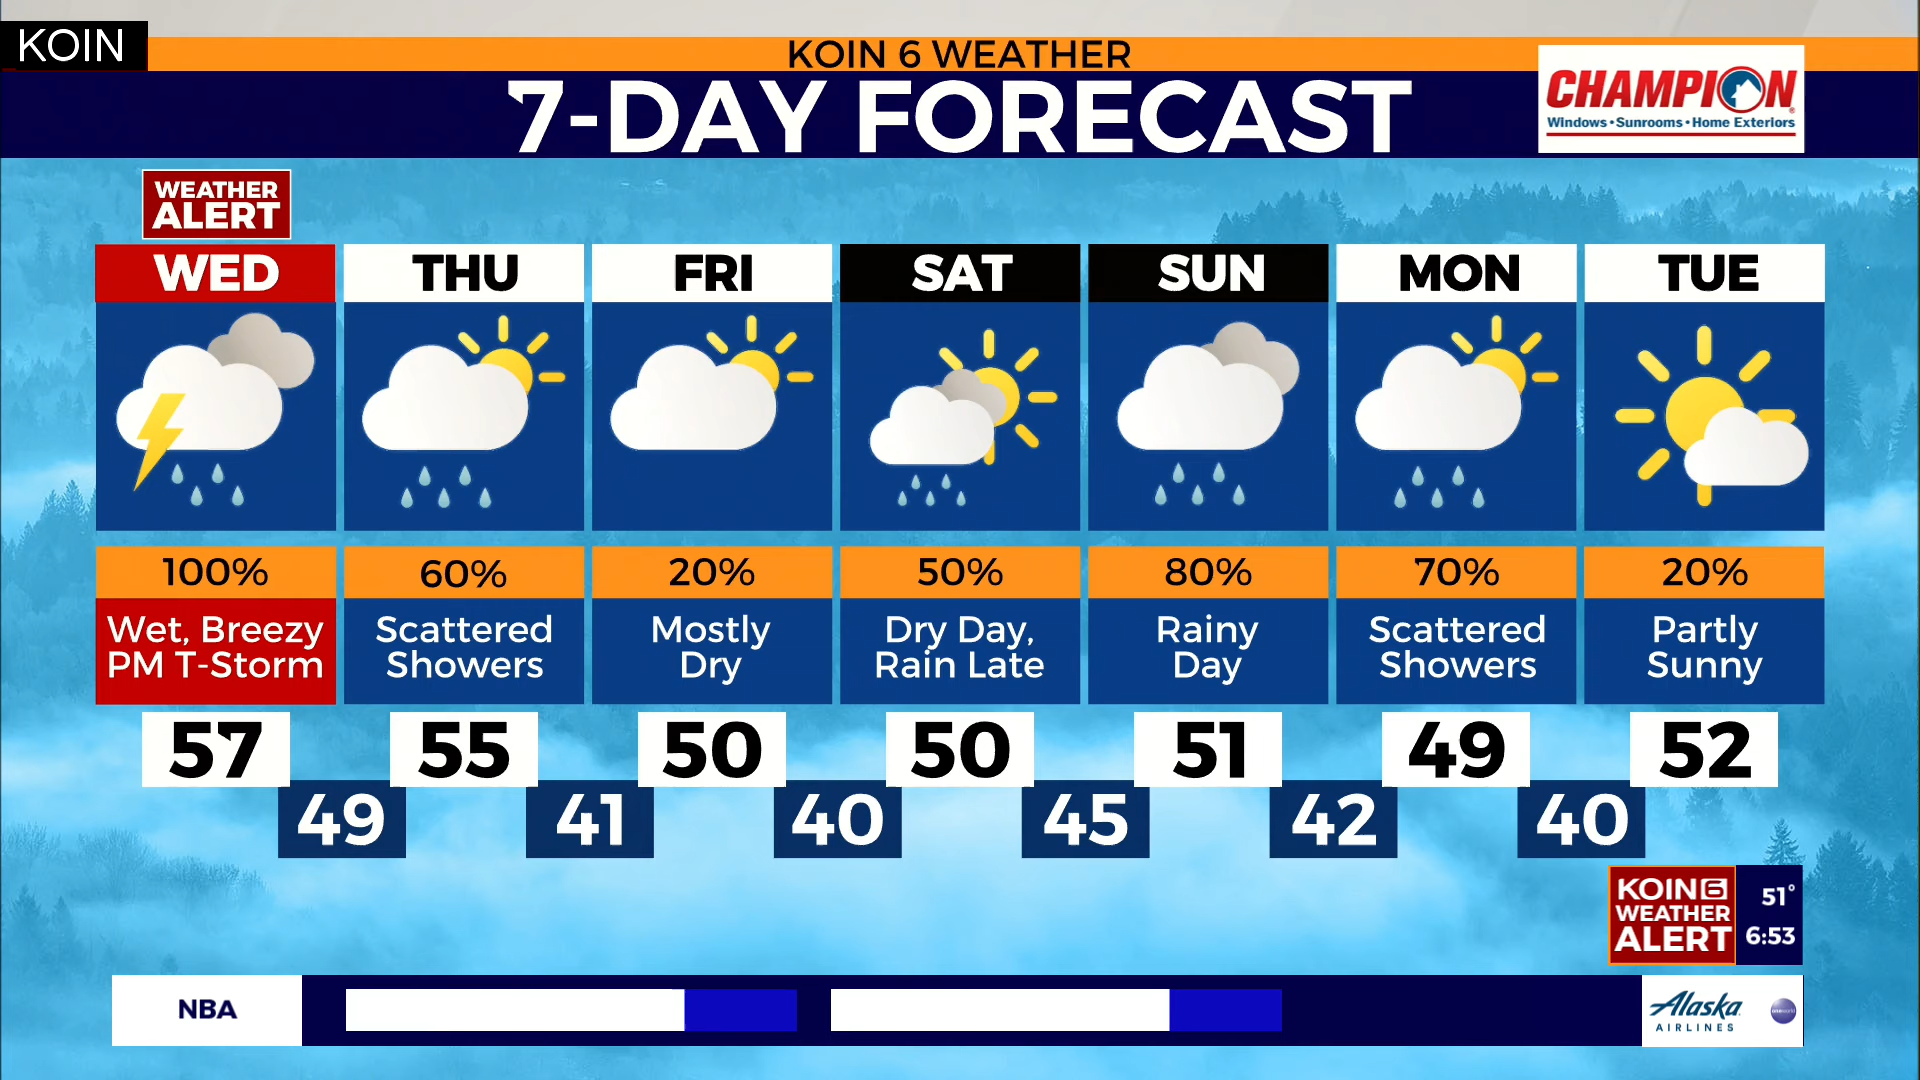 KOIN
KOIN 6 WEATHER
7-DAY FORECAST
CHAMPION
Windows • Sunrooms • Home Exteriors
WEATHER
ALERT
WED THU FRI SAT SUN MON TUE
100% 60% 20% 50% 80% 70% 20%
Wet, Breezy
PM T-Storm
Scattered
Showers
Mostly
Dry
Dry Day,
Rain Late
Rainy
Day
Scattered
Showers
Partly
Sunny
57 55 50 50 51 49 52
49 41 40 45 42 40
KOIN 6
WEATHER
ALERT
51°
6:53
NBA
Alaska
AIRLINES
oneworld